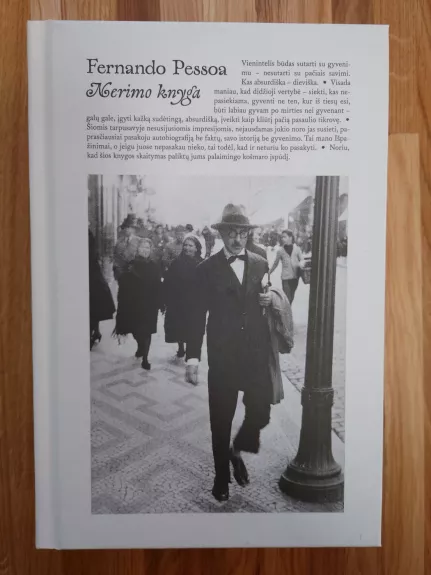 Fernando Pessoa
Nerimo knyga
Vienintelis būdas sutarti su gyveni-
mu – nesutarti su pačiais savimi.
Kas absurdiška – dieviška. • Visada
maniau, kad didžioji vertybė – siekti, kas ne-
pasiekiama, gyventi ne ten, kur iš tiesų esi,
būti labiau gyvam po mirties nei gyvenant –
galų gale, įgyti kažką sudėtingą, absurdišką, įveikti kaip kliūtį pačią pasaulio tikrovę. •
Šiomis tarpusavyje nesusijusiomis impresijomis, nejausdamas jokio noro jas susieti, pa-
prasčiausiai pasakoju autobiografiją be faktų, savo istoriją be gyvenimo. Tai mano Išpa-
žinimai, o jeigu juose nepasakau nieko, tai todėl, kad ir neturiu ko pasakyti. • Noriu,
kad šios knygos skaitymas paliktų jums palaimingo košmaro įspūdį.